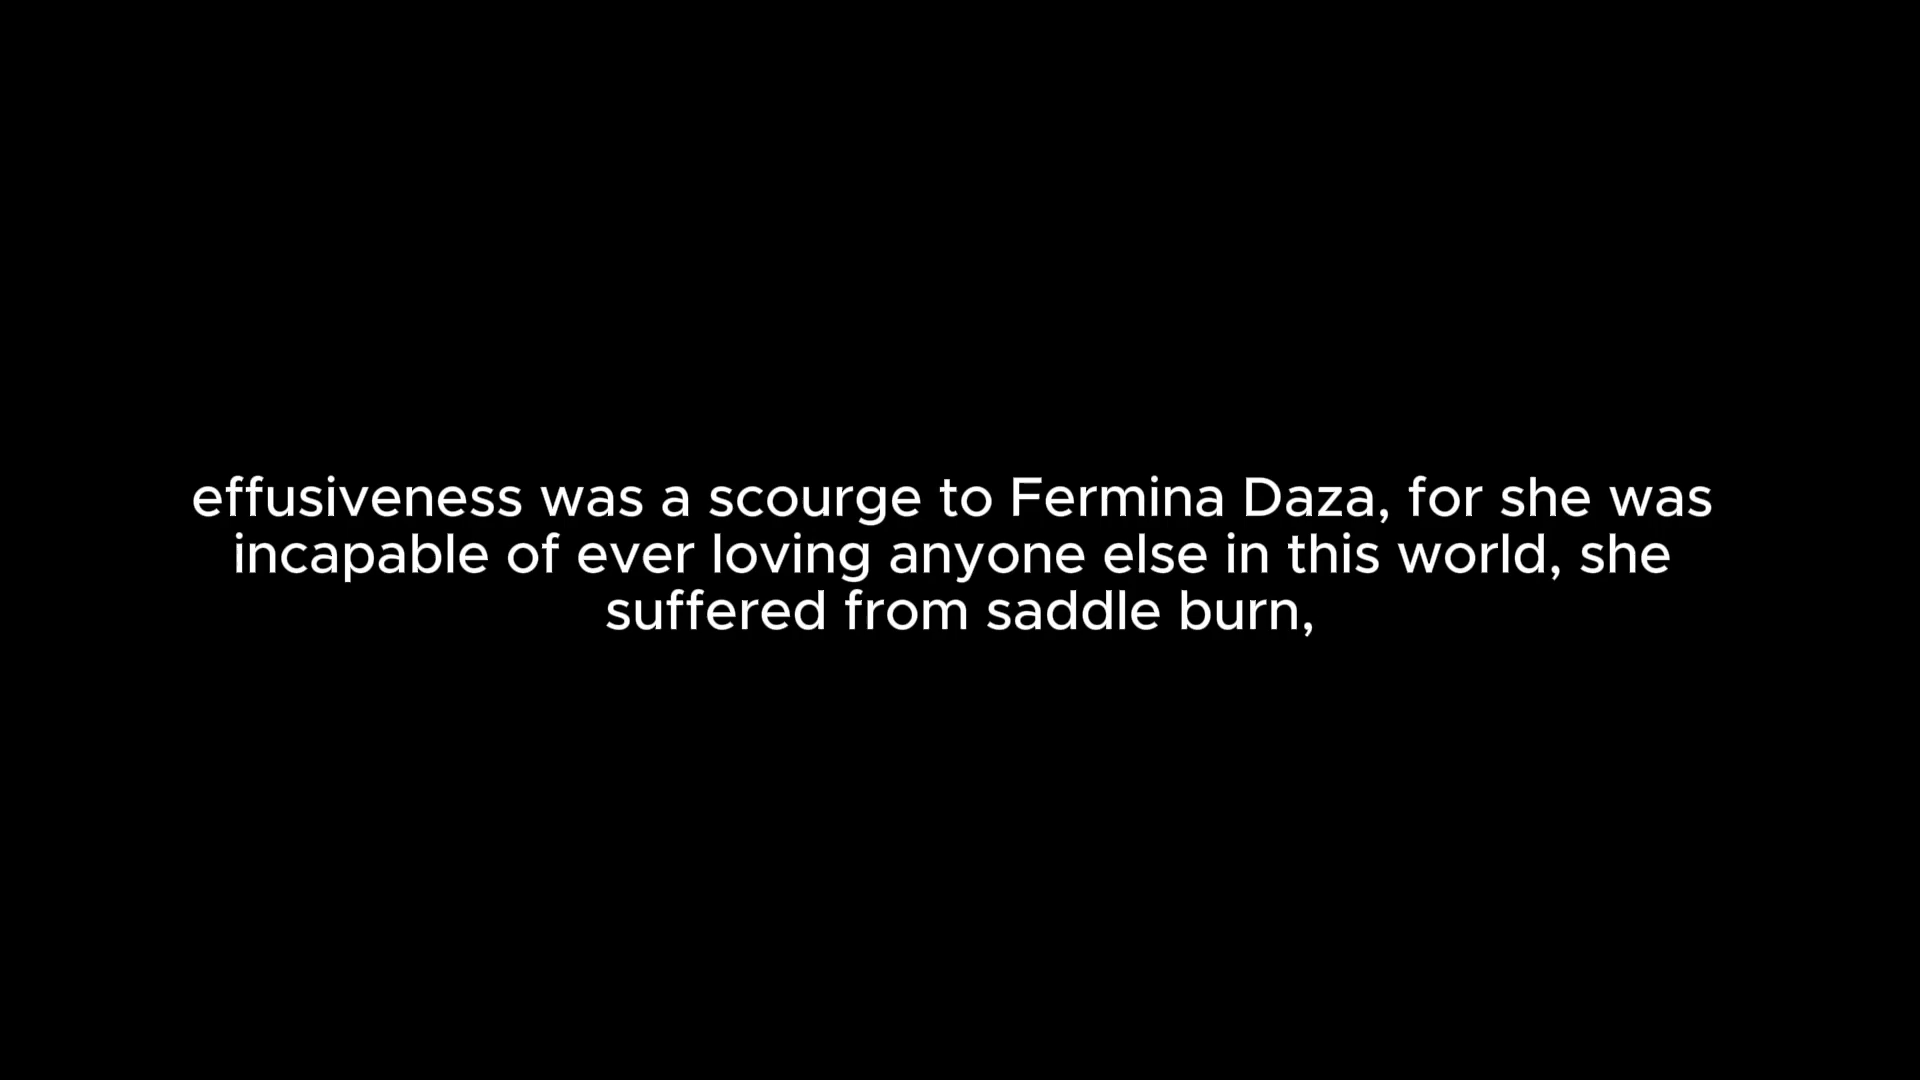 effusiveness was a scourge to Fermina Daza, for she was
incapable of ever loving anyone else in this world, she
suffered from saddle burn,